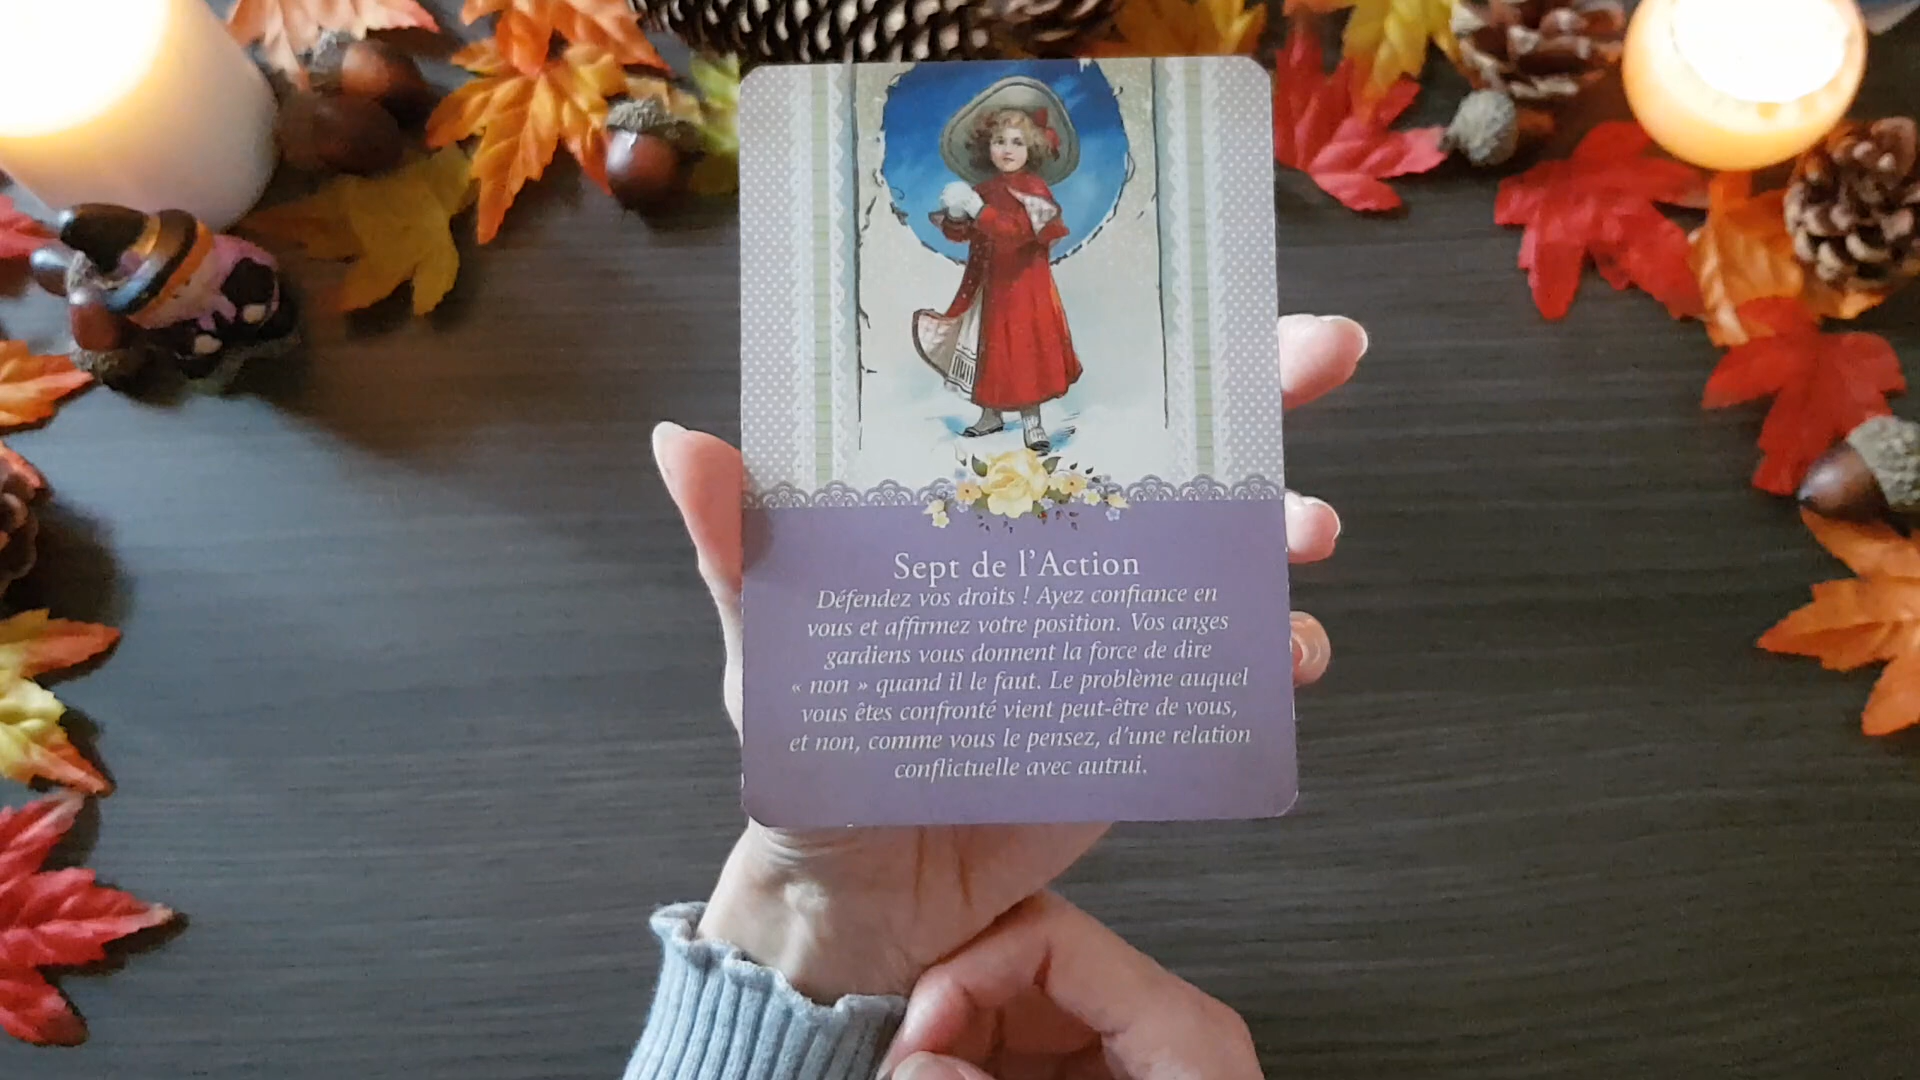 Sept de l'Action
Défendez vos droits ! Ayez confiance en
vous et affirmez votre position. Vos anges
gardiens vous donnent la force de dire
« non » quand il le faut. Le problème auquel
vous êtes confronté vient peut-être de vous,
et non, comme vous le pensez, d'une relation
conflictuelle avec autrui.